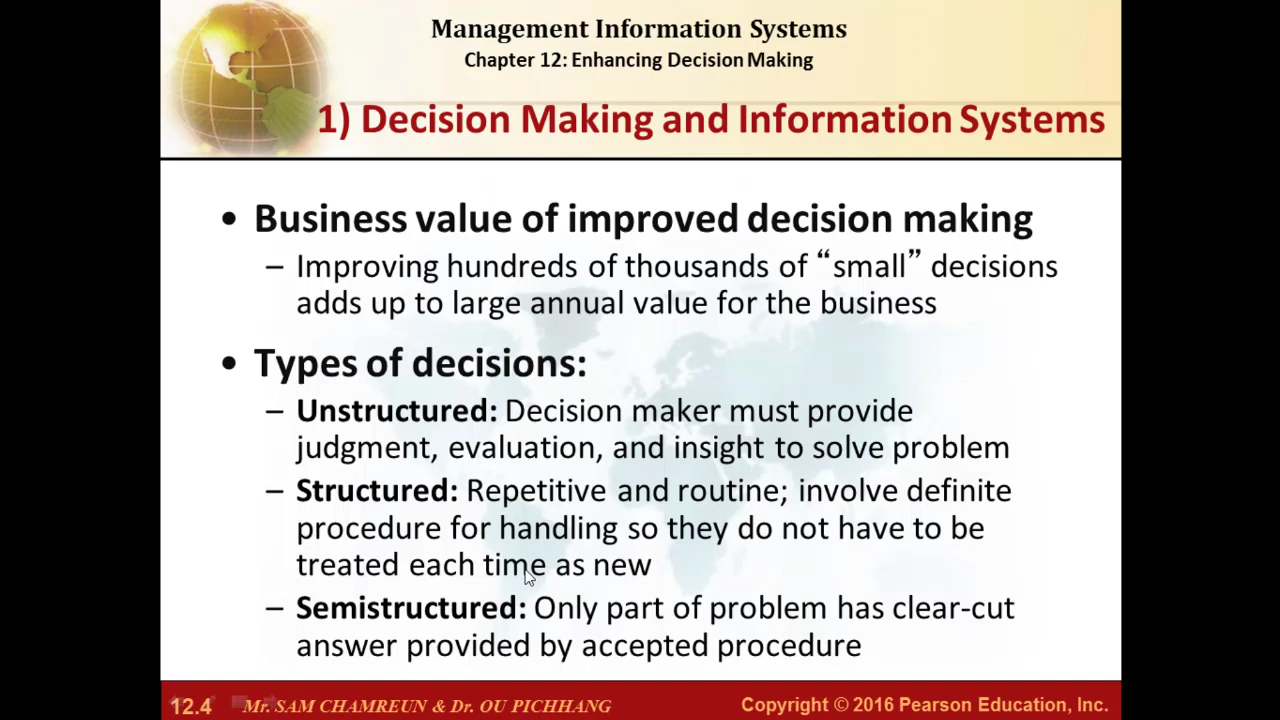 Management Information Systems
Chapter 12: Enhancing Decision Making
1) Decision Making and Information Systems
• Business value of improved decision making
– Improving hundreds of thousands of “small” decisions
adds up to large annual value for the business
• Types of decisions:
– Unstructured: Decision maker must provide
judgment, evaluation, and insight to solve problem
– Structured: Repetitive and routine; involve definite
procedure for handling so they do not have to be
treated each time as new
– Semistructured: Only part of problem has clear-cut
answer provided by accepted procedure
12.4 Mr. SAM CHAMREUN & Dr. OU PICHHANG Copyright © 2016 Pearson Education, Inc.